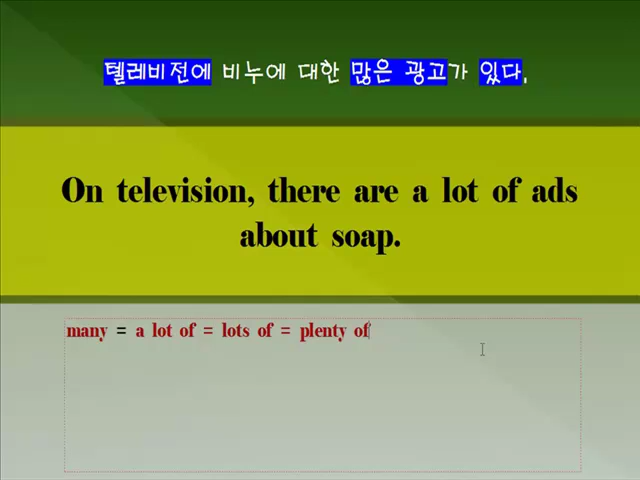 텔레비전에 비누에 대한 많은 광고가 있다.
On television, there are a lot of ads
about soap.
many = a lot of = lots of = plenty of